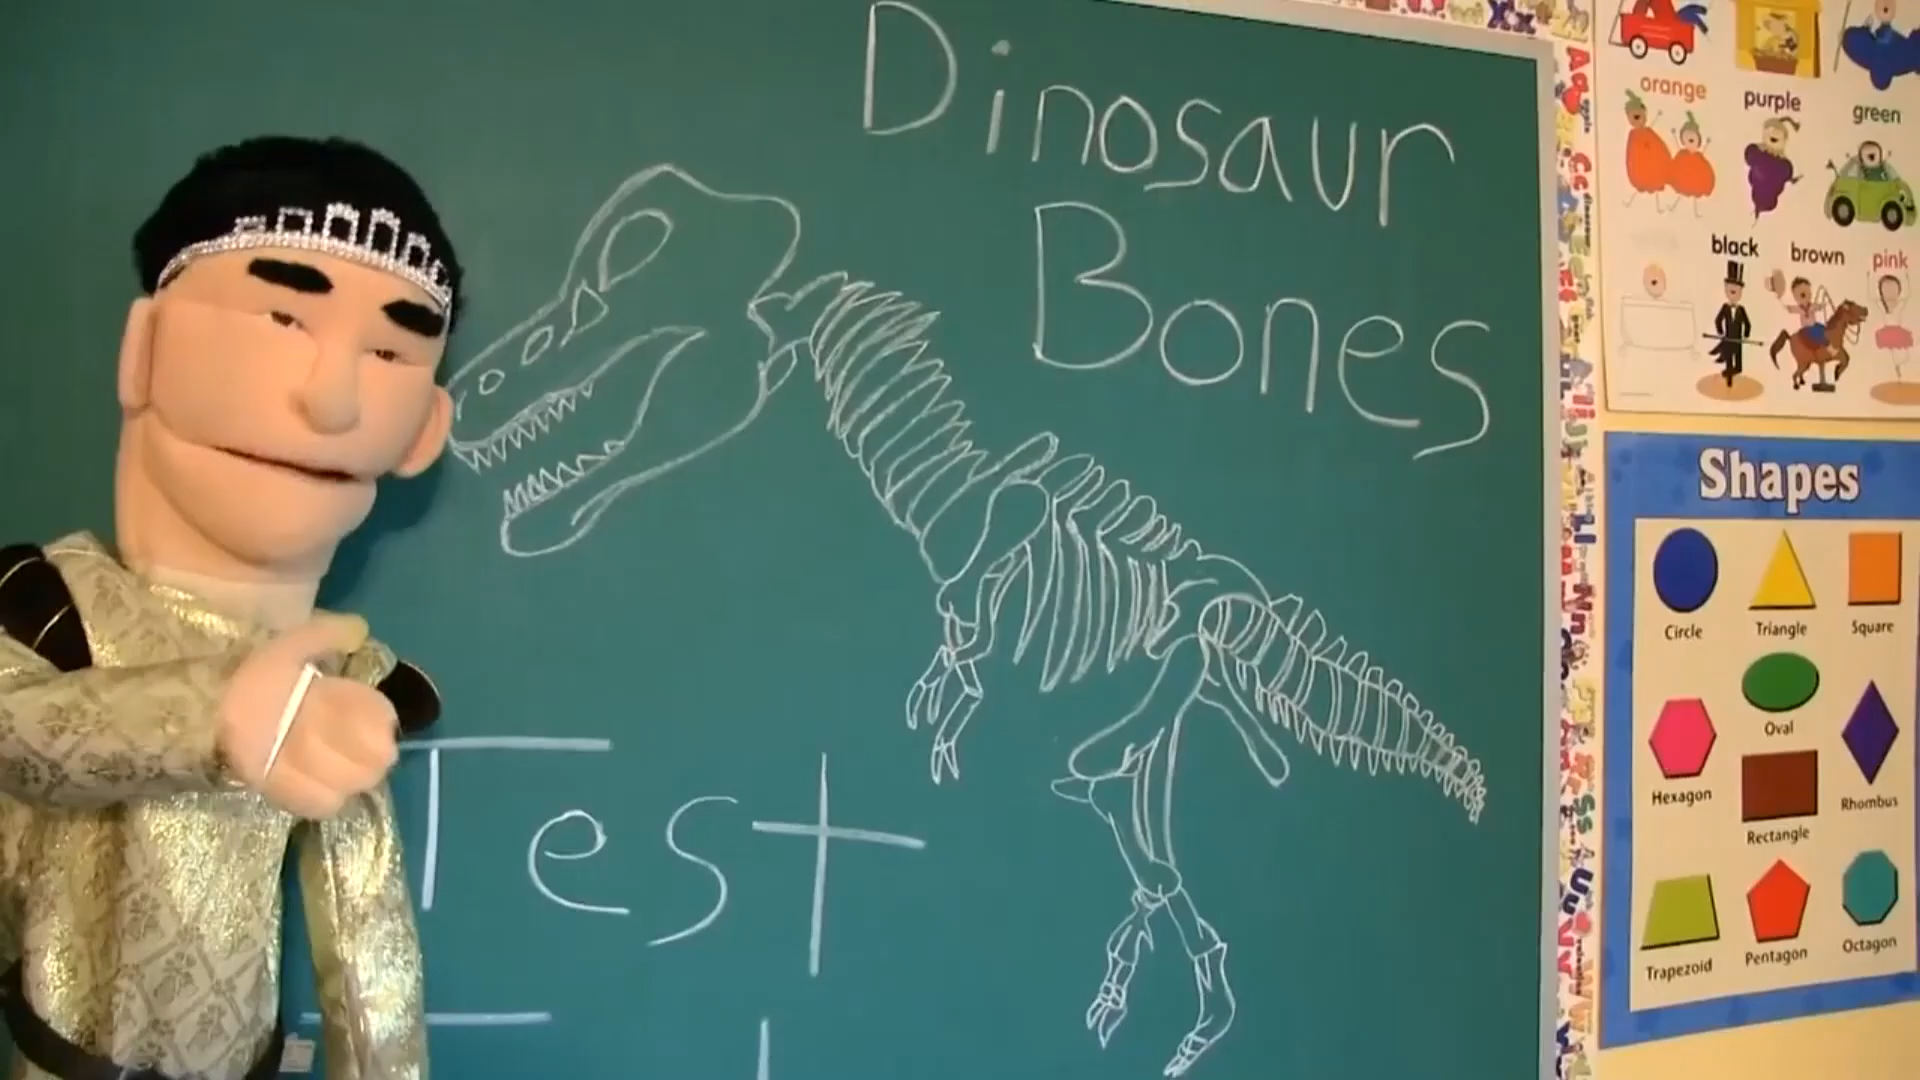 Dinosaur
Bones
Test
orange
purple
green
black
brown
pink
Shapes
Circle
Triangle
Square
Oval
Hexagon
Rectangle
Rhombus
Trapezoid
Pentagon
Octagon